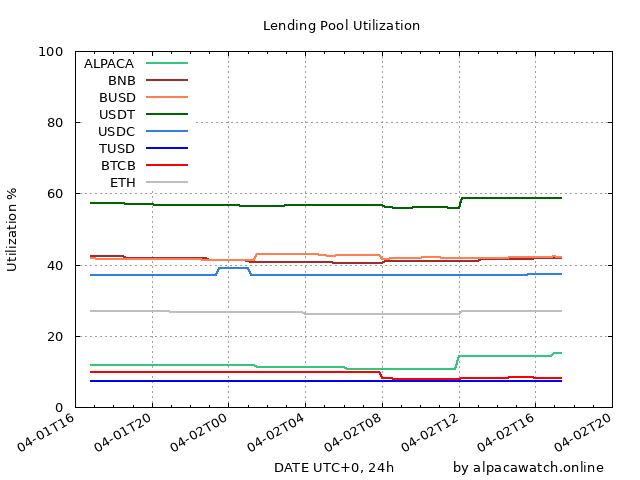 Lending Pool Utilization
100
80
60
40
20
0
Utilization %
ALPACA
BNB
BUSD
USDT
USDC
TUSD
BTCB
ETH
04-01T16
04-01T20
04-02T00
04-02T04
04-02T08
04-02T12
04-02T16
04-02T20
DATE UTC+0, 24h
by alpacawatch.online